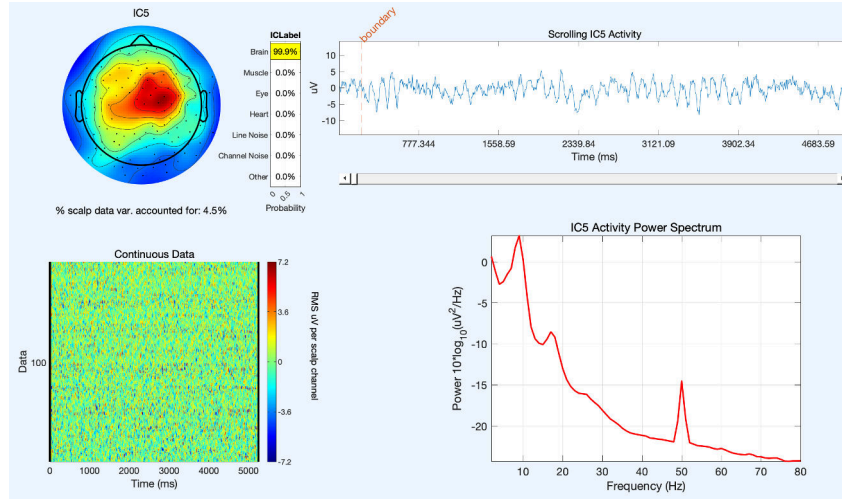 IC5
ICLabel
Brain 99.9%
Muscle 0.0%
Eye 0.0%
Heart 0.0%
Line Noise 0.0%
Channel Noise 0.0%
Other 0.0%
0 0.5 1
Probability
% scalp data var. accounted for: 4.5%
boundary
Scrolling IC5 Activity
10
5
0
-5
-10
uV
777.344 1558.59 2339.84 3121.09 3902.34 4683.59
Time (ms)
Continuous Data
Data
100
0 1000 2000 3000 4000 5000
Time (ms)
7.2
3.6
0
-3.6
-7.2
RMS uV per scalp channel
IC5 Activity Power Spectrum
Power 10*log10(uV2/Hz)
0
-5
-10
-15
-20
10 20 30 40 50 60 70 80
Frequency (Hz)